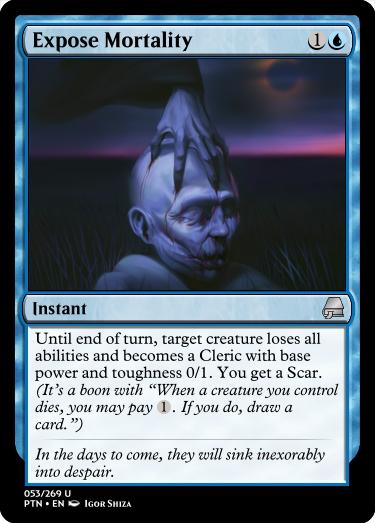 Expose Mortality 1
Instant
Until end of turn, target creature loses all
abilities and becomes a Cleric with base
power and toughness 0/1. You get a Scar.
(It's a boon with “When a creature you control
dies, you may pay 1. If you do, draw a
card.”)
In the days to come, they will sink inexorably
into despair.
053/269 U
PTN • EN Igor Shiza